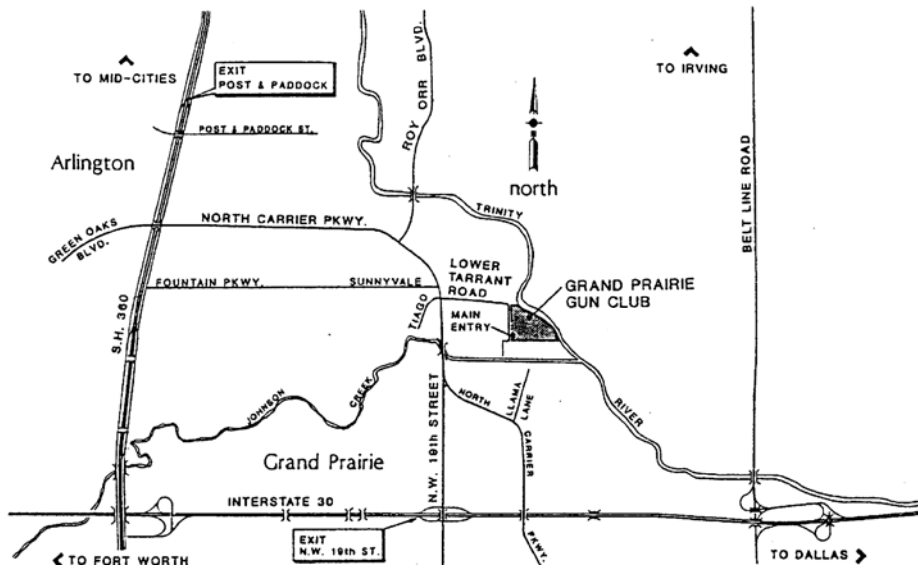 TO MID-CITIES
EXIT
POST & PADDOCK
ROY ORR BLVD.
TO IRVING
POST & PADDOCK ST.
Arlington
north
BELT LINE ROAD
TRINITY
GREEN OAKS
BLVD.
NORTH CARRIER PKWY.
LOWER
TARRANT
ROAD
FOUNTAIN PKWY.
SUNNYVALE
GRAND PRAIRIE
GUN CLUB
TIAGO
MAIN
ENTRY
S.H. 360
JOHNSON
CREEK
NORTH
CARRIER
PKWY.
LLAMA
LANE
RIVER
N.W. 19th STREET
Grand Prairie
INTERSTATE 30
EXIT
N.W. 19th ST.
TO FORT WORTH
TO DALLAS